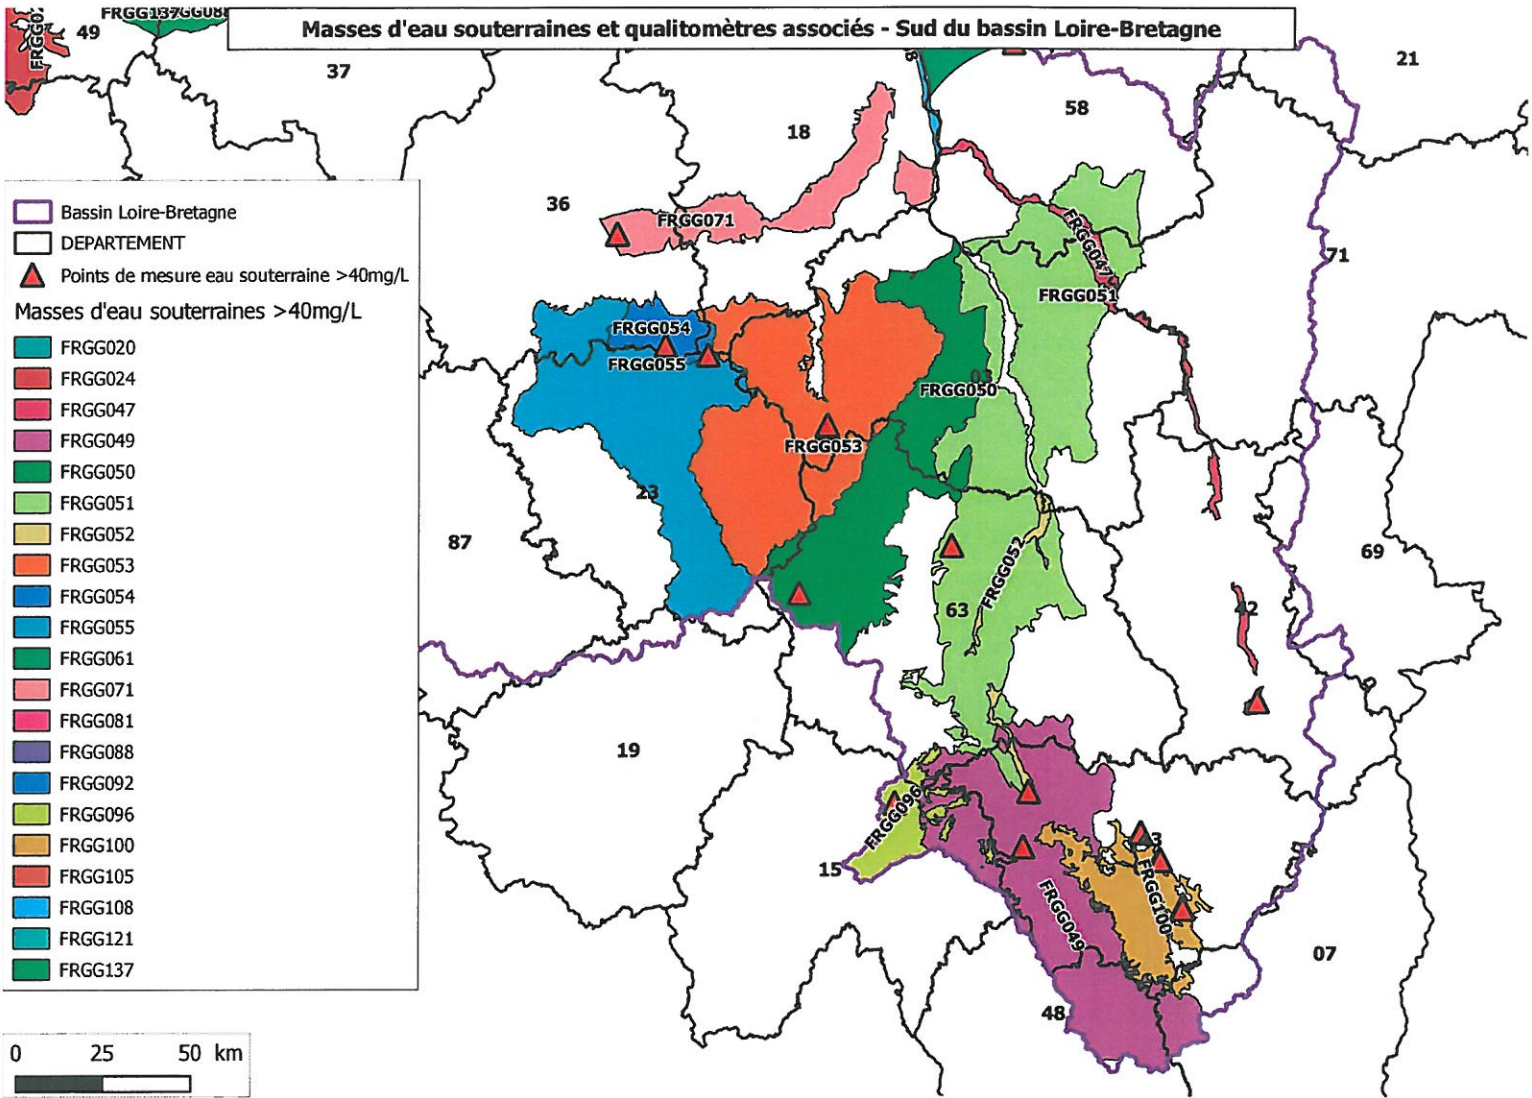 Masses d'eau souterraines et qualitomètres associés - Sud du bassin Loire-Bretagne
FRGG137
49
37
18
58
21
36
71
FRGG071
FRGG047
FRGG051
FRGG054
FRGG055
FRGG050
03
FRGG053
23
87
63
FRGG052
69
42
19
15
FRGG096
FRGG049
FRGG100
48
07
Bassin Loire-Bretagne
DEPARTEMENT
Points de mesure eau souterraine >40mg/L
Masses d'eau souterraines >40mg/L
FRGG020
FRGG024
FRGG047
FRGG049
FRGG050
FRGG051
FRGG052
FRGG053
FRGG054
FRGG055
FRGG061
FRGG071
FRGG081
FRGG088
FRGG092
FRGG096
FRGG100
FRGG105
FRGG108
FRGG121
FRGG137
0 25 50 km